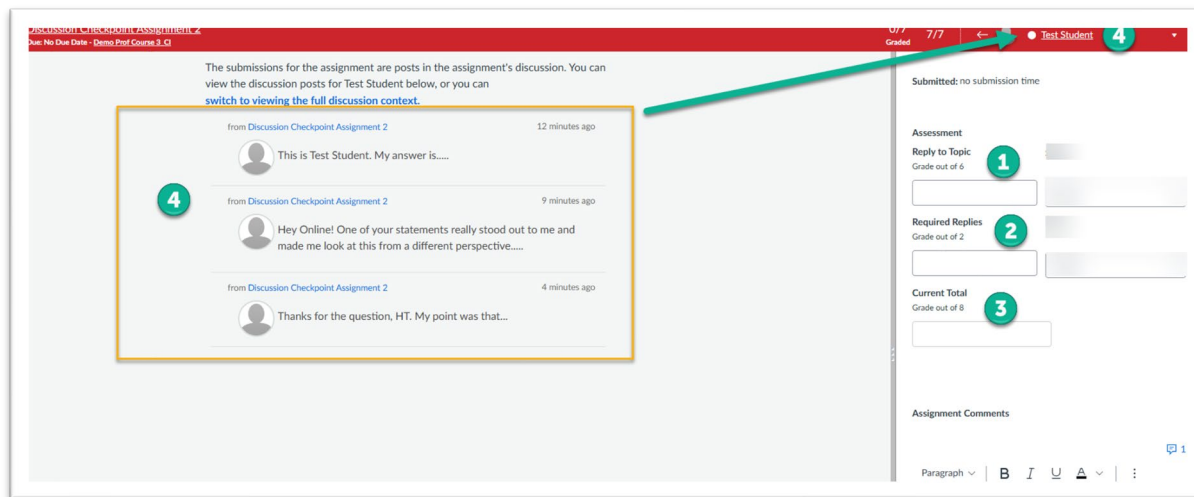 Discussion Checkpoint Assignment 2
Due: No Due Date - Demo Prof Course 3_CI
0/7
Graded
7/7
←
Test Student
4
The submissions for the assignment are posts in the assignment's discussion. You can
view the discussion posts for Test Student below, or you can
switch to viewing the full discussion context.
from Discussion Checkpoint Assignment 2 12 minutes ago
This is Test Student. My answer is.....
4
from Discussion Checkpoint Assignment 2 9 minutes ago
Hey Online! One of your statements really stood out to me and
made me look at this from a different perspective.....
from Discussion Checkpoint Assignment 2 4 minutes ago
Thanks for the question, HT. My point was that...
Submitted: no submission time
Assessment
Reply to Topic
Grade out of 6
1
Required Replies
Grade out of 2
2
Current Total
Grade out of 8
3
Assignment Comments
1
Paragraph B I U A